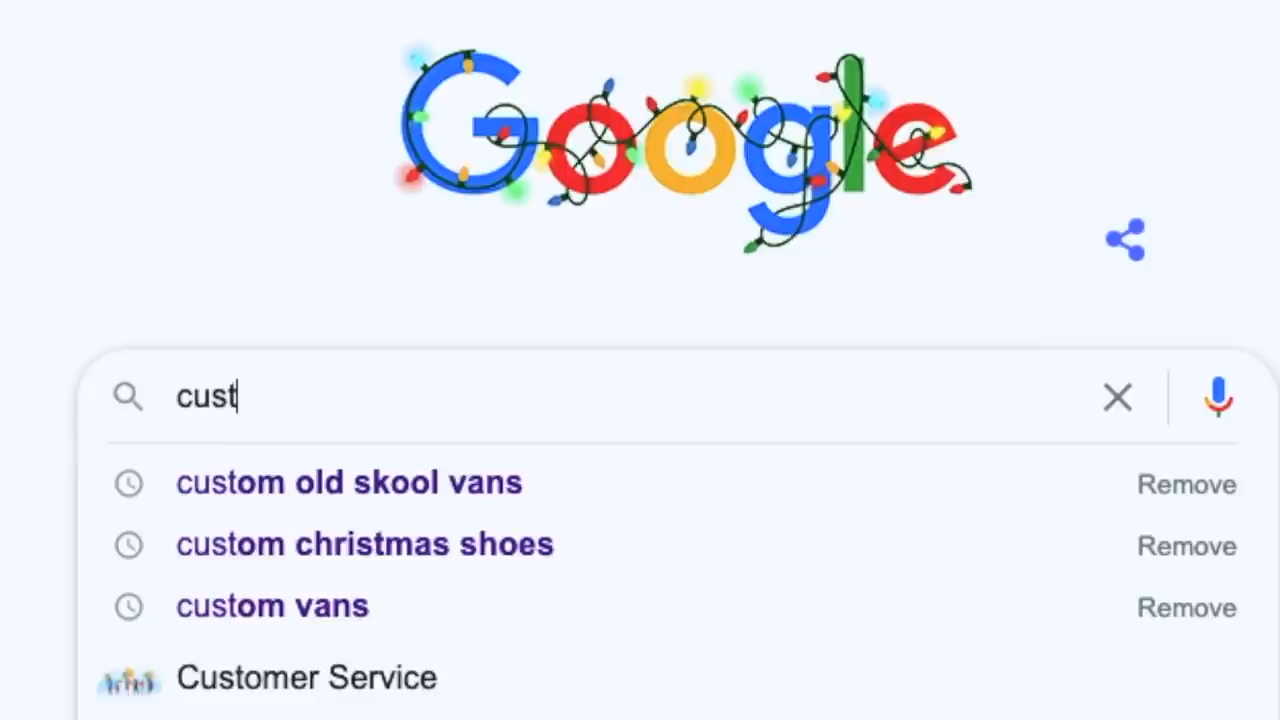 Google
cust
custom old skool vans
Remove
custom christmas shoes
Remove
custom vans
Remove
Customer Service